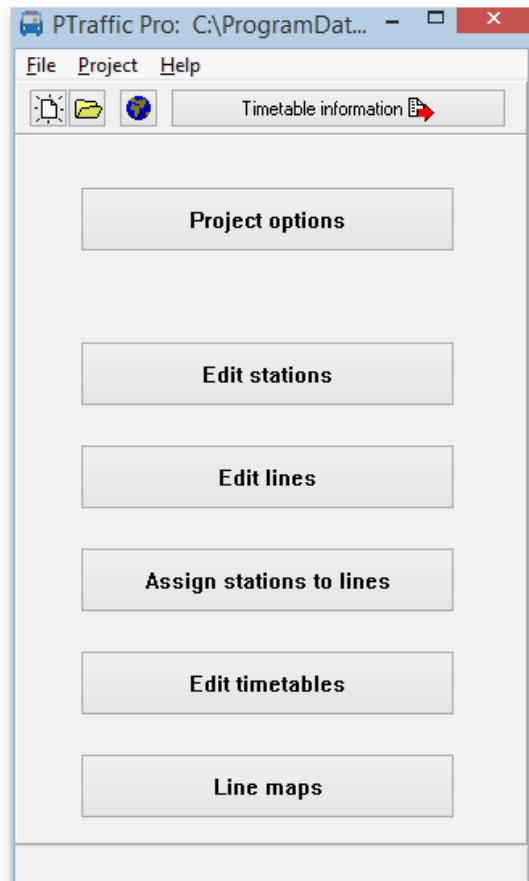 PTraffic Pro: C:\ProgramDat...
File Project Help
Timetable information
Project options
Edit stations
Edit lines
Assign stations to lines
Edit timetables
Line maps